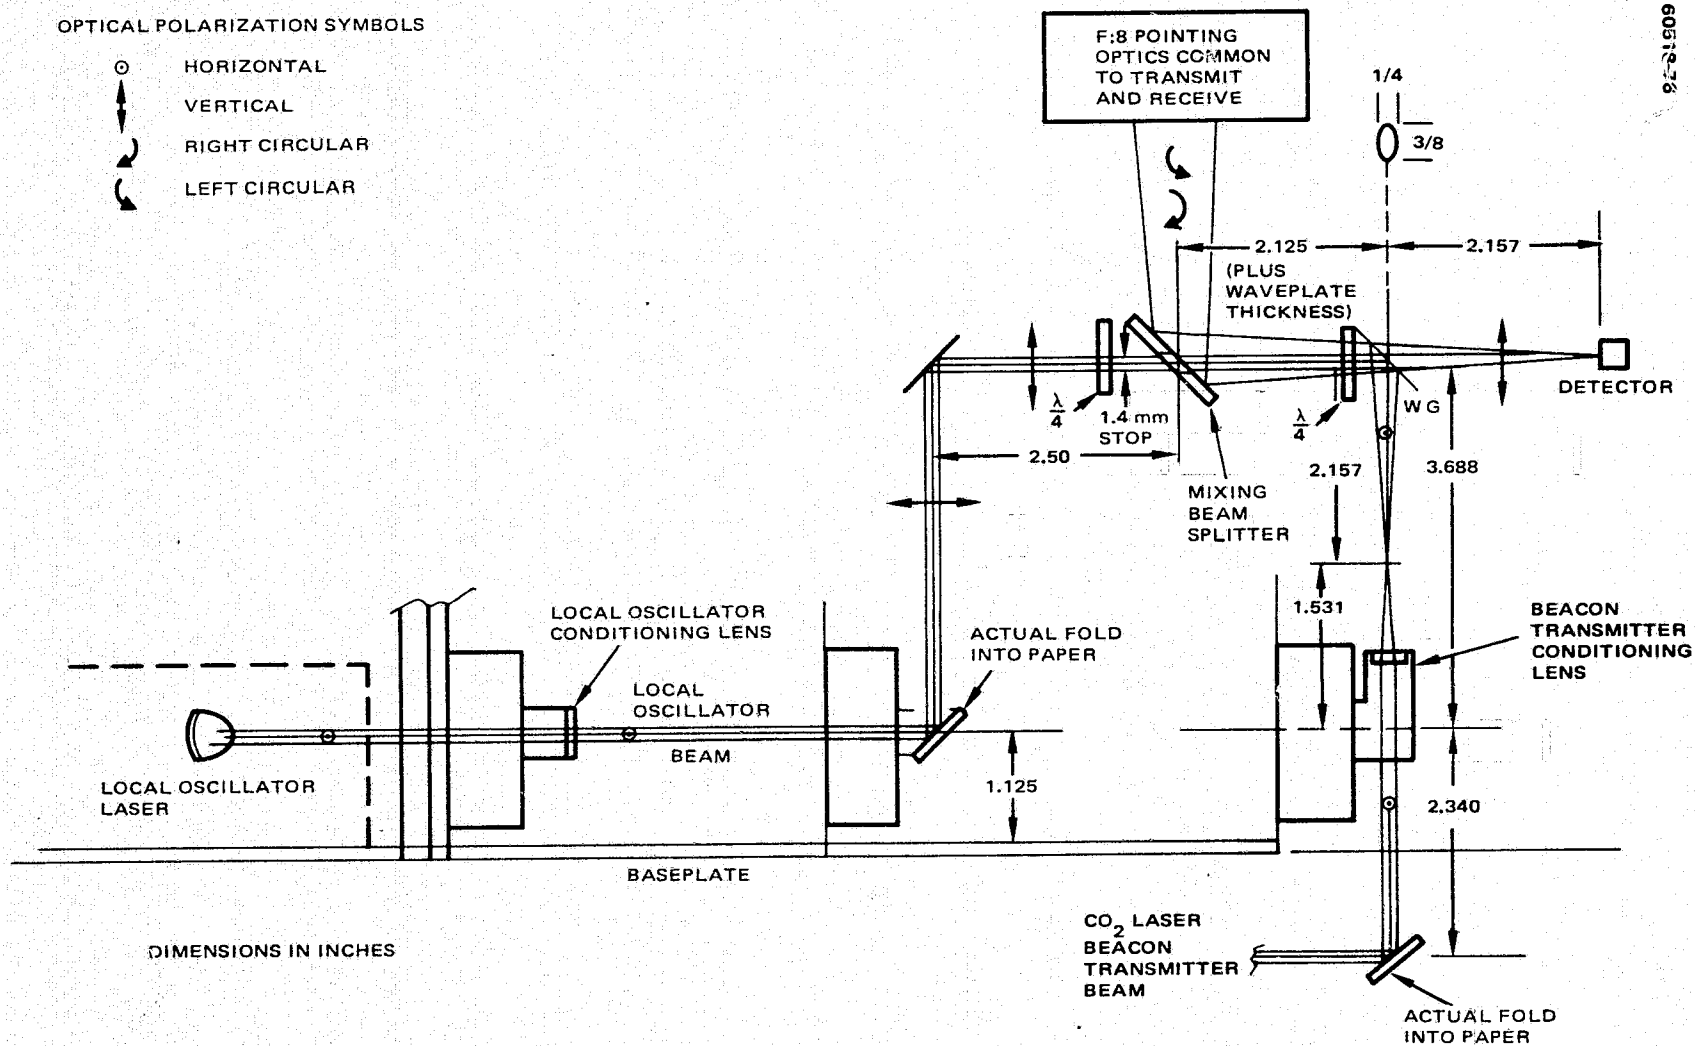 OPTICAL POLARIZATION SYMBOLS
HORIZONTAL
VERTICAL
RIGHT CIRCULAR
LEFT CIRCULAR
F:8 POINTING
OPTICS COMMON
TO TRANSMIT
AND RECEIVE
1/4
3/8
2.125
2.157
(PLUS
WAVEPLATE
THICKNESS)
DETECTOR
WG
λ
4
1.4 mm
STOP
λ
4
2.50
2.157
3.688
MIXING
BEAM
SPLITTER
1.531
LOCAL OSCILLATOR
CONDITIONING LENS
ACTUAL FOLD
INTO PAPER
BEACON
TRANSMITTER
CONDITIONING
LENS
LOCAL
OSCILLATOR
BEAM
LOCAL OSCILLATOR
LASER
1.125
2.340
BASEPLATE
DIMENSIONS IN INCHES
CO2 LASER
BEACON
TRANSMITTER
BEAM
ACTUAL FOLD
INTO PAPER